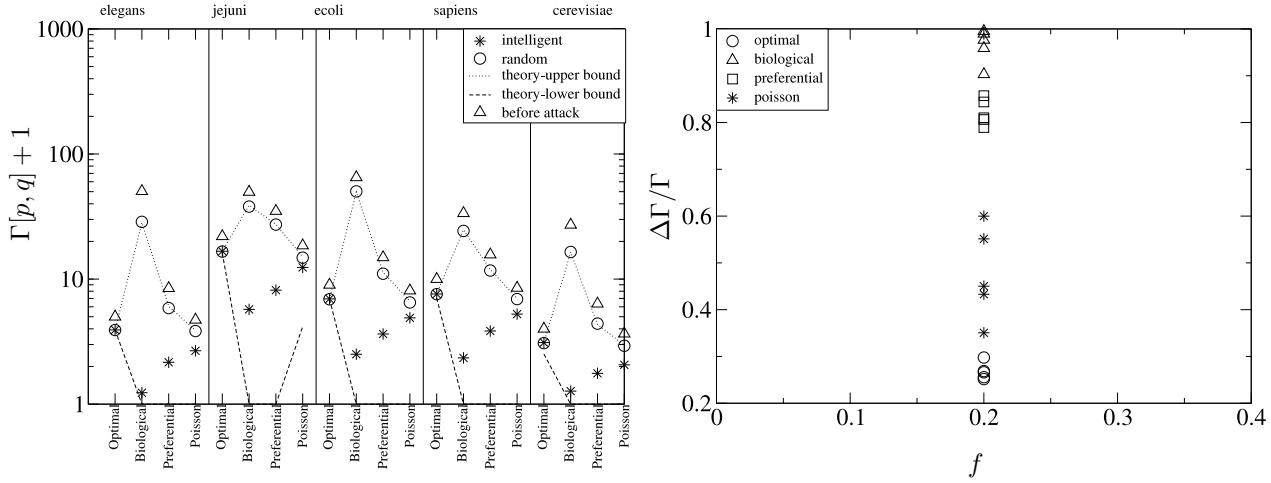 elegans jejuni ecoli sapiens cerevisiae
1000
100
10
1
Γ[p, q] + 1
intelligent
random
theory-upper bound
theory-lower bound
before attack
Optimal
Biological
Preferential
Poisson
Optimal
Biological
Preferential
Poisson
Optimal
Biological
Preferential
Poisson
Optimal
Biological
Preferential
Poisson
Optimal
Biological
Preferential
Poisson
1
0.8
0.6
0.4
0.2
ΔΓ/Γ
optimal
biological
preferential
poisson
0 0.1 0.2 0.3 0.4
f